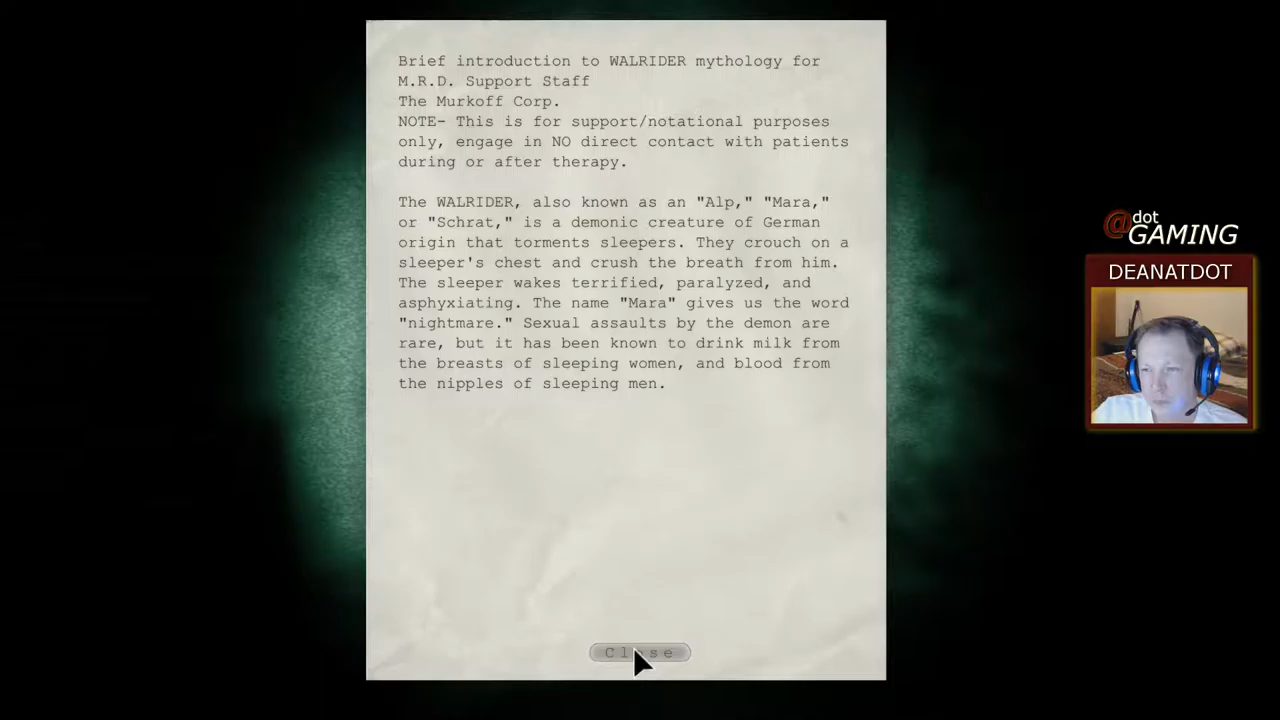 Brief introduction to WALRIDER mythology for
M.R.D. Support Staff
The Murkoff Corp.
NOTE- This is for support/notational purposes
only, engage in NO direct contact with patients
during or after therapy.
The WALRIDER, also known as an "Alp," "Mara,"
or "Schrat," is a demonic creature of German
origin that torments sleepers. They crouch on a
sleeper's chest and crush the breath from him.
The sleeper wakes terrified, paralyzed, and
asphyxiating. The name "Mara" gives us the word
"nightmare." Sexual assaults by the demon are
rare, but it has been known to drink milk from
the breasts of sleeping women, and blood from
the nipples of sleeping men.
Close
@dot
GAMING
DEANATDOT